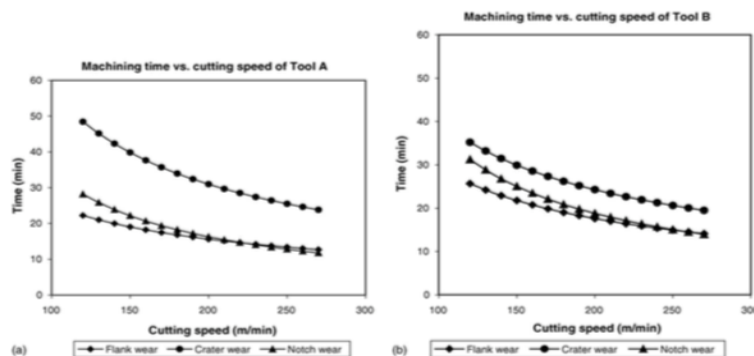 Machining time vs. cutting speed of Tool A
60
50
40
30
20
10
0
Time (min)
100
150
200
250
300
Cutting speed (m/min)
(a)
Flank wear
Crater wear
Notch wear
Machining time vs. cutting speed of Tool B
60
50
40
30
20
10
0
Time (min)
100
150
200
250
300
Cutting speed (m/min)
(b)
Flank wear
Crater wear
Notch wear